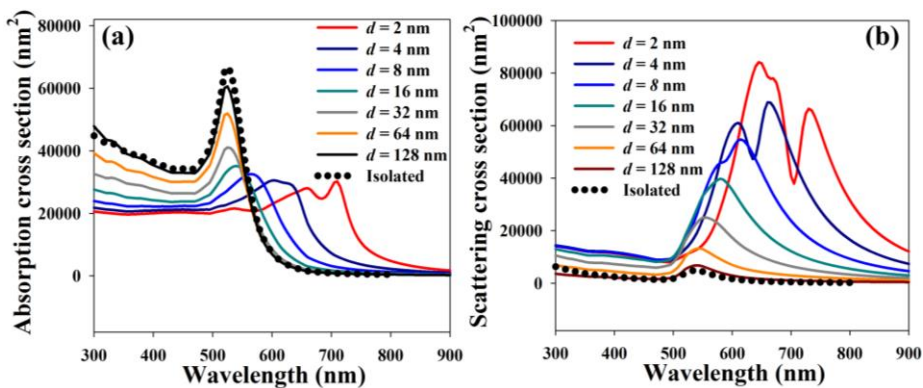 (a)
Absorption cross section (nm²)
80000
60000
40000
20000
0
300 400 500 600 700 800 900
Wavelength (nm)
d = 2 nm
d = 4 nm
d = 8 nm
d = 16 nm
d = 32 nm
d = 64 nm
d = 128 nm
Isolated
(b)
Scattering cross section (nm²)
100000
80000
60000
40000
20000
0
300 400 500 600 700 800 900
Wavelength (nm)
d = 2 nm
d = 4 nm
d = 8 nm
d = 16 nm
d = 32 nm
d = 64 nm
d = 128 nm
Isolated